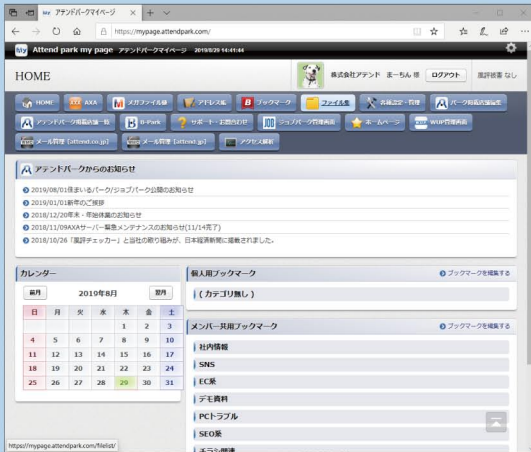 My アテンドパークマイページ
https://mypage.attendpark.com
My Attend park my page アテンドパークマイページ 2019/8/29 14:41:44
HOME
株式会社アテンド まーちん 様 ログアウト 風評被害 なし
HOME AXA メガファイル便 アドレス帳 ブックマーク ファイル集 各種設定・管理 パーク掲載店舗編集
アテンドパーク掲載店舗一覧 B-Park サポート・お問合わせ ジョブパーク管理画面 ホームページ WUP管理画面
メール管理 (attend.co.jp) メール管理 (attend.jp) アクセス解析
アテンドパークからのお知らせ
2019/08/01住まいるパーク/ジョブパーク公開のお知らせ
2019/01/01新年のご挨拶
2018/12/20年末・年始休業のお知らせ
2018/11/09AXAサーバー緊急メンテナンスのお知らせ(11/14完了)
2018/10/26「風評チェッカー」と当社の取り組みが、日本経済新聞に掲載されました。
カレンダー
前月 2019年8月 翌月
日 月 火 水 木 金 土
1 2 3
4 5 6 7 8 9 10
11 12 13 14 15 16 17
18 19 20 21 22 23 24
25 26 27 28 29 30 31
個人用ブックマーク ブックマークを編集する
( カテゴリ無し )
メンバー共用ブックマーク ブックマークを編集する
社内情報
SNS
EC系
デモ資料
PCトラブル
SEO系
チラシ関連
https://mypage.attendpark.com/filelist/